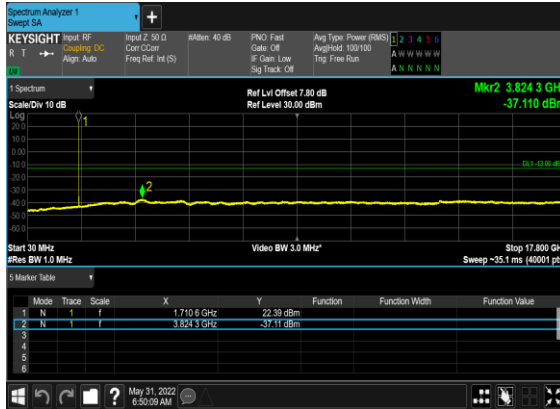 Spectrum Analyzer 1
Swept SA
+
KEYSIGHT
R T
LU
Input: RF
Coupling: DC
Align: Auto
Input Z: 50 Ω
Corr CCorr
Freq Ref: Int (S)
#Atten: 40 dB
PNO: Fast
Gate: Off
IF Gain: Low
Sig Track: Off
Avg Type: Power (RMS)
Avg|Hold: 100/100
Trig: Free Run
1 2 3 4 5 6
A W W W W W
A N N N N N
1 Spectrum
Scale/Div 10 dB
Log
Ref Lvl Offset 7.80 dB
Ref Level 30.00 dBm
Mkr2 3.824 3 GH
-37.110 dB
20.0
10.0
0.00
-10.0
-20.0
-30.0
-40.0
-50.0
-60.0
1
2
DL1 -13.00 dB
Start 30 MHz
#Res BW 1.0 MHz
Video BW 3.0 MHz*
Stop 17.800 GH
Sweep ~35.1 ms (40001 pt
5 Marker Table
Mode Trace Scale X Y Function Function Width Function Value
1 N 1 f 1.710 6 GHz 22.39 dBm
2 N 1 f 3.824 3 GHz -37.11 dBm
3
4
5
6
?
May 31, 2022
6:50:09 AM